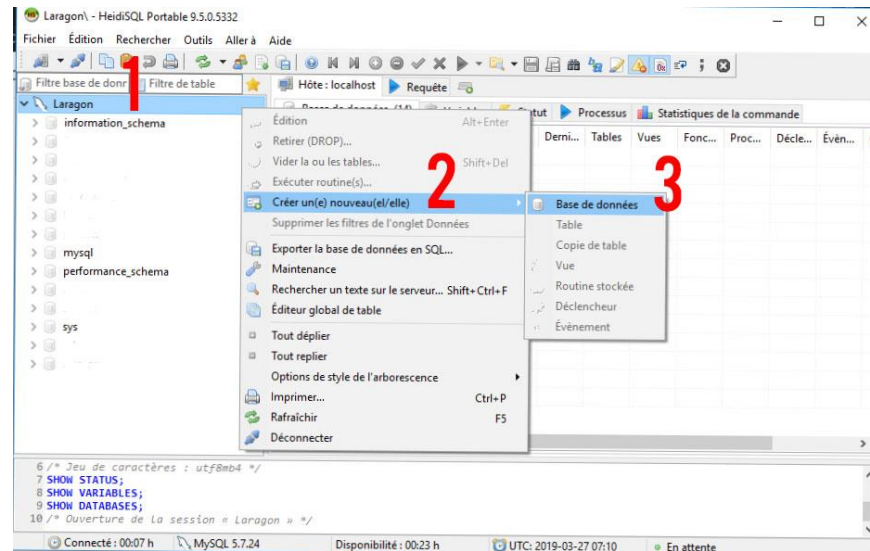 Laragon\ - HeidiSQL Portable 9.5.0.5332
Fichier Édition Rechercher Outils Aller à Aide
1
Filtre base de donr Filtre de table
Hôte : localhost Requête
Laragon
(14) tut Processus Statistiques de la commande
information_schema
Derni... Tables Vues Fonc... Proc... Décle... Évèn...
mysql
performance_schema
sys
2
Édition Alt+Enter
Retirer (DROP)...
Vider la ou les tables... Shift+Del
Exécuter routine(s)...
Créer un(e) nouveau(el/elle)
Supprimer les filtres de l'onglet Données
Exporter la base de données en SQL...
Maintenance
Rechercher un texte sur le serveur... Shift+Ctrl+F
Éditeur global de table
Tout déplier
Tout replier
Options de style de l'arborescence
Imprimer... Ctrl+P
Rafraîchir F5
Déconnecter
3
Base de données
Table
Copie de table
Vue
Routine stockée
Déclencheur
Évènement
6 /* Jeu de caractères : utf8mb4 */
7 SHOW STATUS;
8 SHOW VARIABLES;
9 SHOW DATABASES;
10 /* Ouverture de la session « Laragon » */
Connecté : 00:07 h MySQL 5.7.24 Disponibilité : 00:23 h UTC: 2019-03-27 07:10 En attente